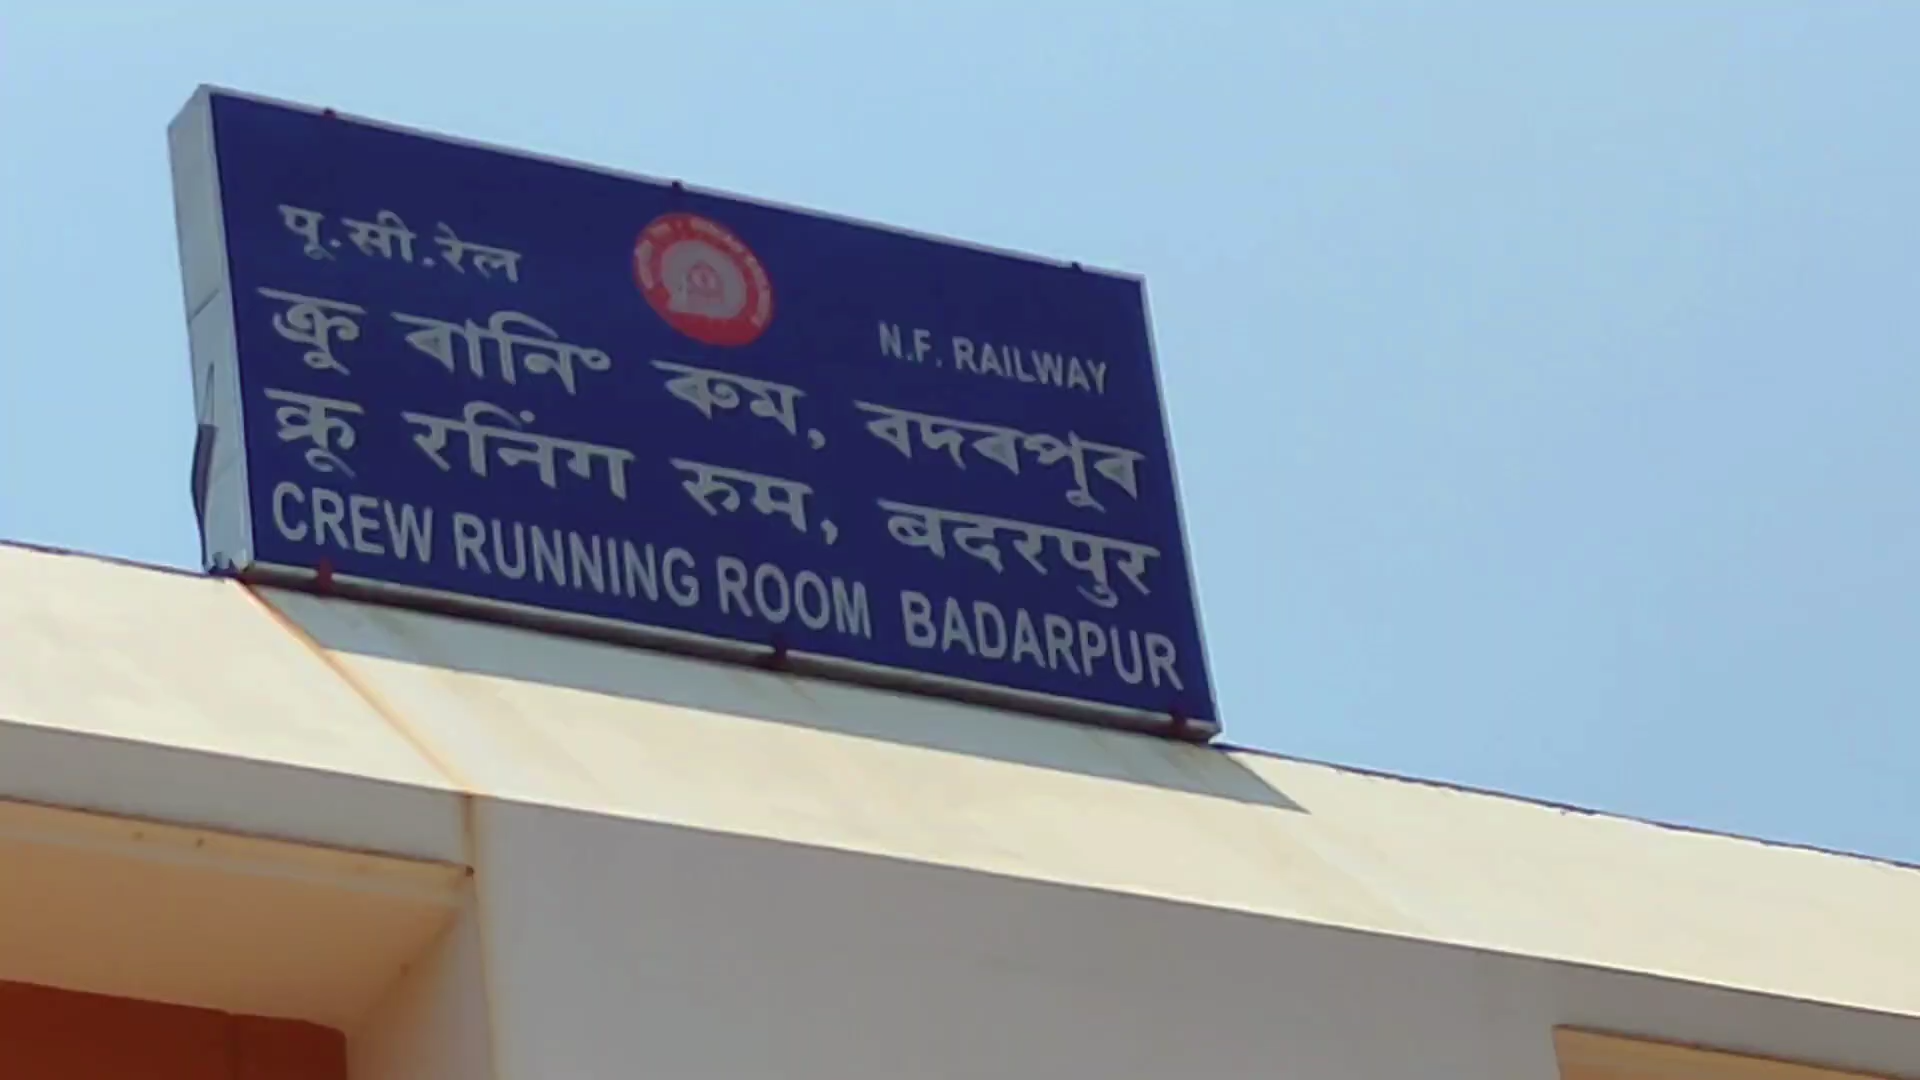 पू.सी.रेल
N.F. RAILWAY
ক্রু ৰানিং ৰুম, বদৰপুৰ
क्रू रनिंग रुम, बदरपुर
CREW RUNNING ROOM BADARPUR